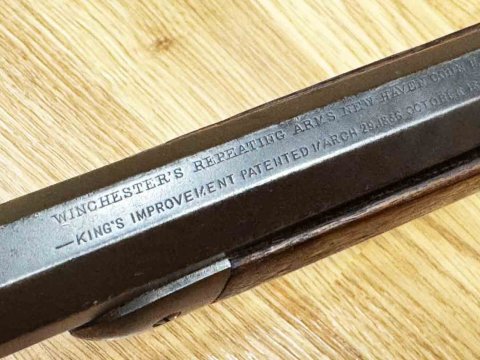 WINCHESTER'S REPEATING ARMS. NEW HAVEN. CONN.
—KING'S IMPROVEMENT PATENTED MARCH 29, 1866. OCTOBER